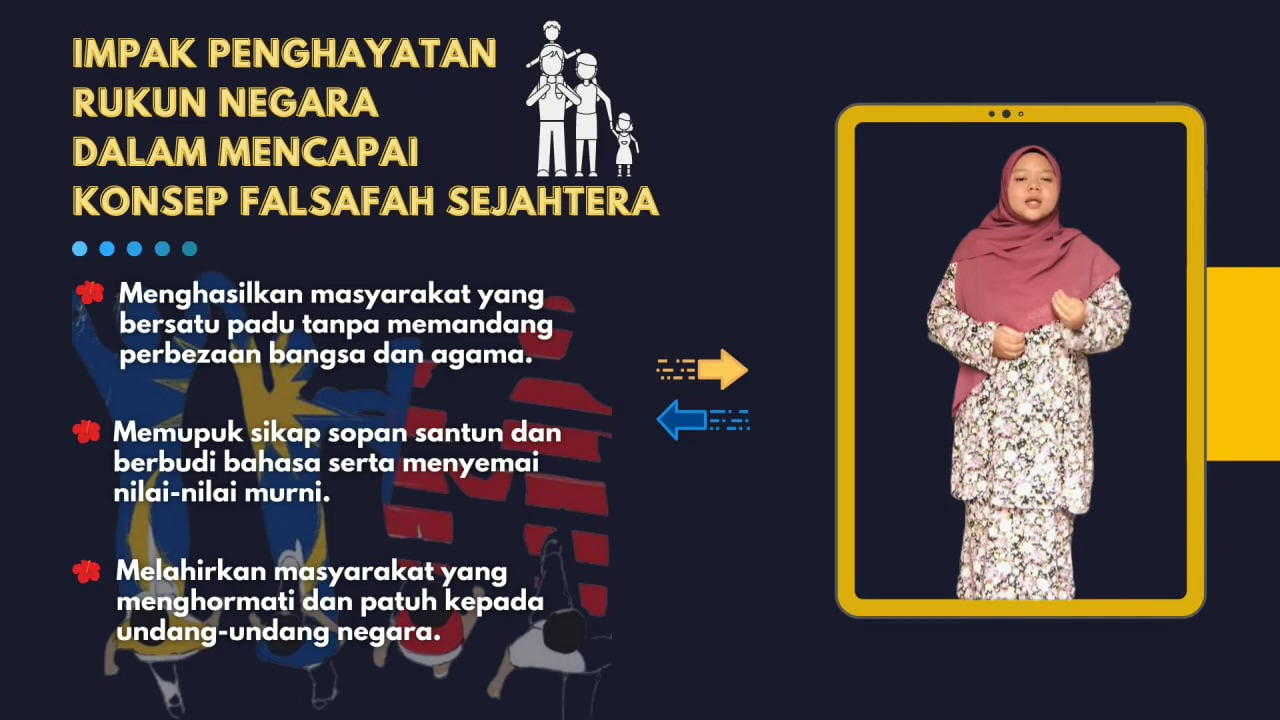 IMPAK PENGHAYATAN
RUKUN NEGARA
DALAM MENCAPAI
KONSEP FALSAFAH SEJAHTERA
Menghasilkan masyarakat yang
bersatu padu tanpa memandang
perbezaan bangsa dan agama.
Memupuk sikap sopan santun dan
berbudi bahasa serta menyemai
nilai-nilai murni.
Melahirkan masyarakat yang
menghormati dan patuh kepada
undang-undang negara.